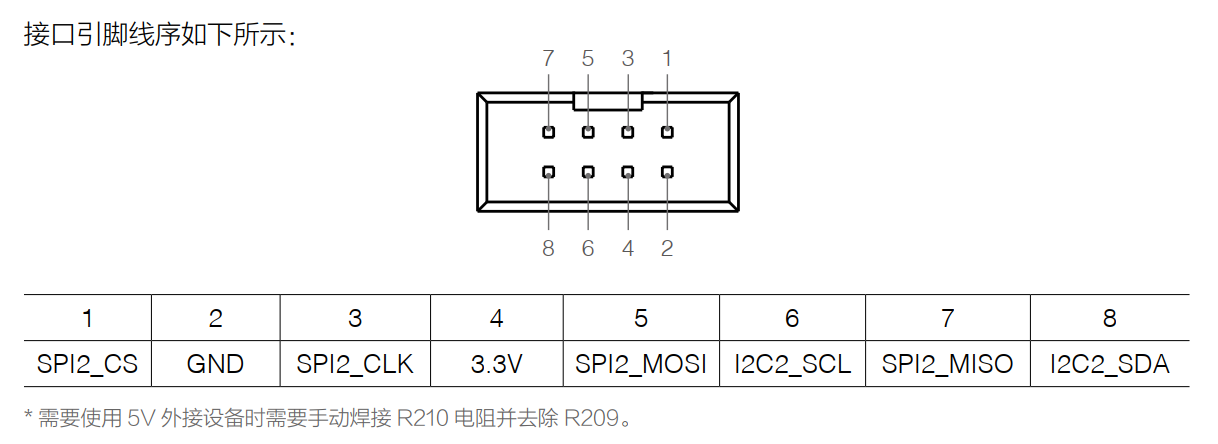 接口引脚线序如下所示：
7 5 3 1
8 6 4 2
1 2 3 4 5 6 7 8
SPI2_CS GND SPI2_CLK 3.3V SPI2_MOSI I2C2_SCL SPI2_MISO I2C2_SDA
* 需要使用 5V 外接设备时需要手动焊接 R210 电阻并去除 R209。